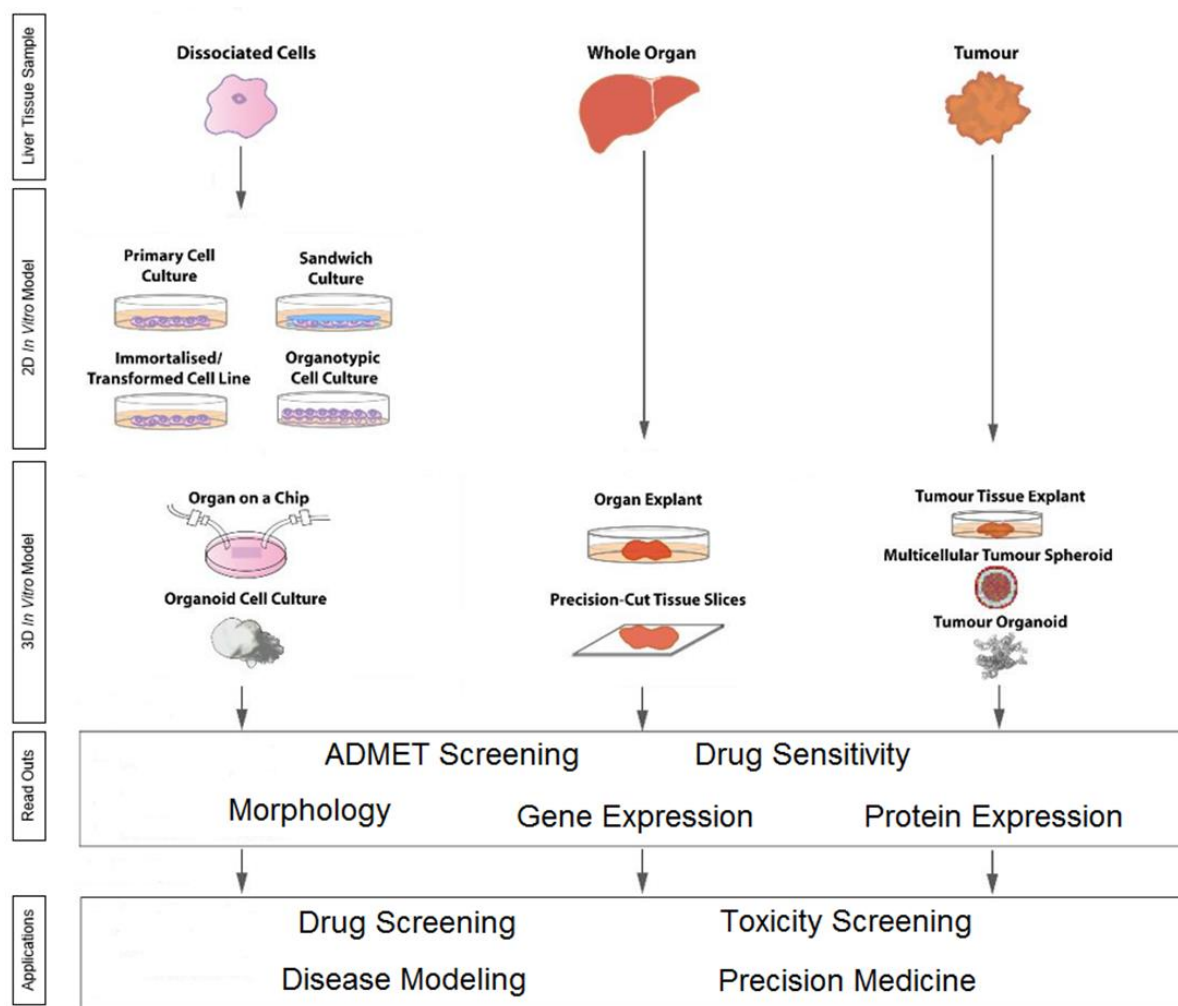 Liver Tissue Sample
Dissociated Cells
Whole Organ
Tumour
2D In Vitro Model
Primary Cell
Culture
Sandwich
Culture
Immortalised/
Transformed Cell Line
Organotypic
Cell Culture
3D In Vitro Model
Organ on a Chip
Organoid Cell Culture
Organ Explant
Precision-Cut Tissue Slices
Tumour Tissue Explant
Multicellular Tumour Spheroid
Tumour Organoid
Read Outs
ADMET Screening
Drug Sensitivity
Morphology
Gene Expression
Protein Expression
Applications
Drug Screening
Toxicity Screening
Disease Modeling
Precision Medicine